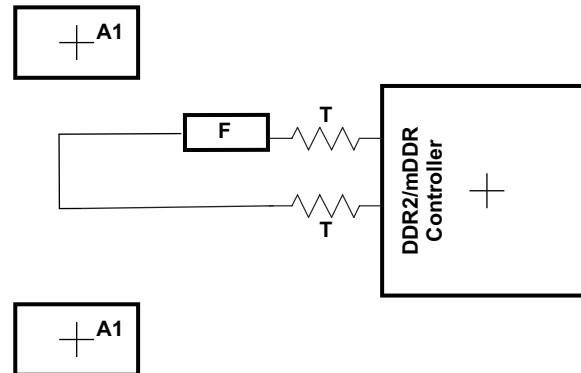 A1
T
F
DDR2/mDDR
Controller
T
A1